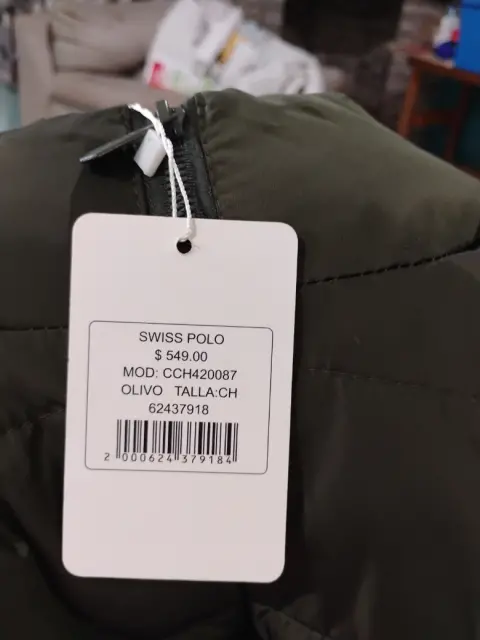 SWISS POLO
$ 549.00
MOD: CCH420087
OLIVO TALLA:CH
62437918
2 000624 379184